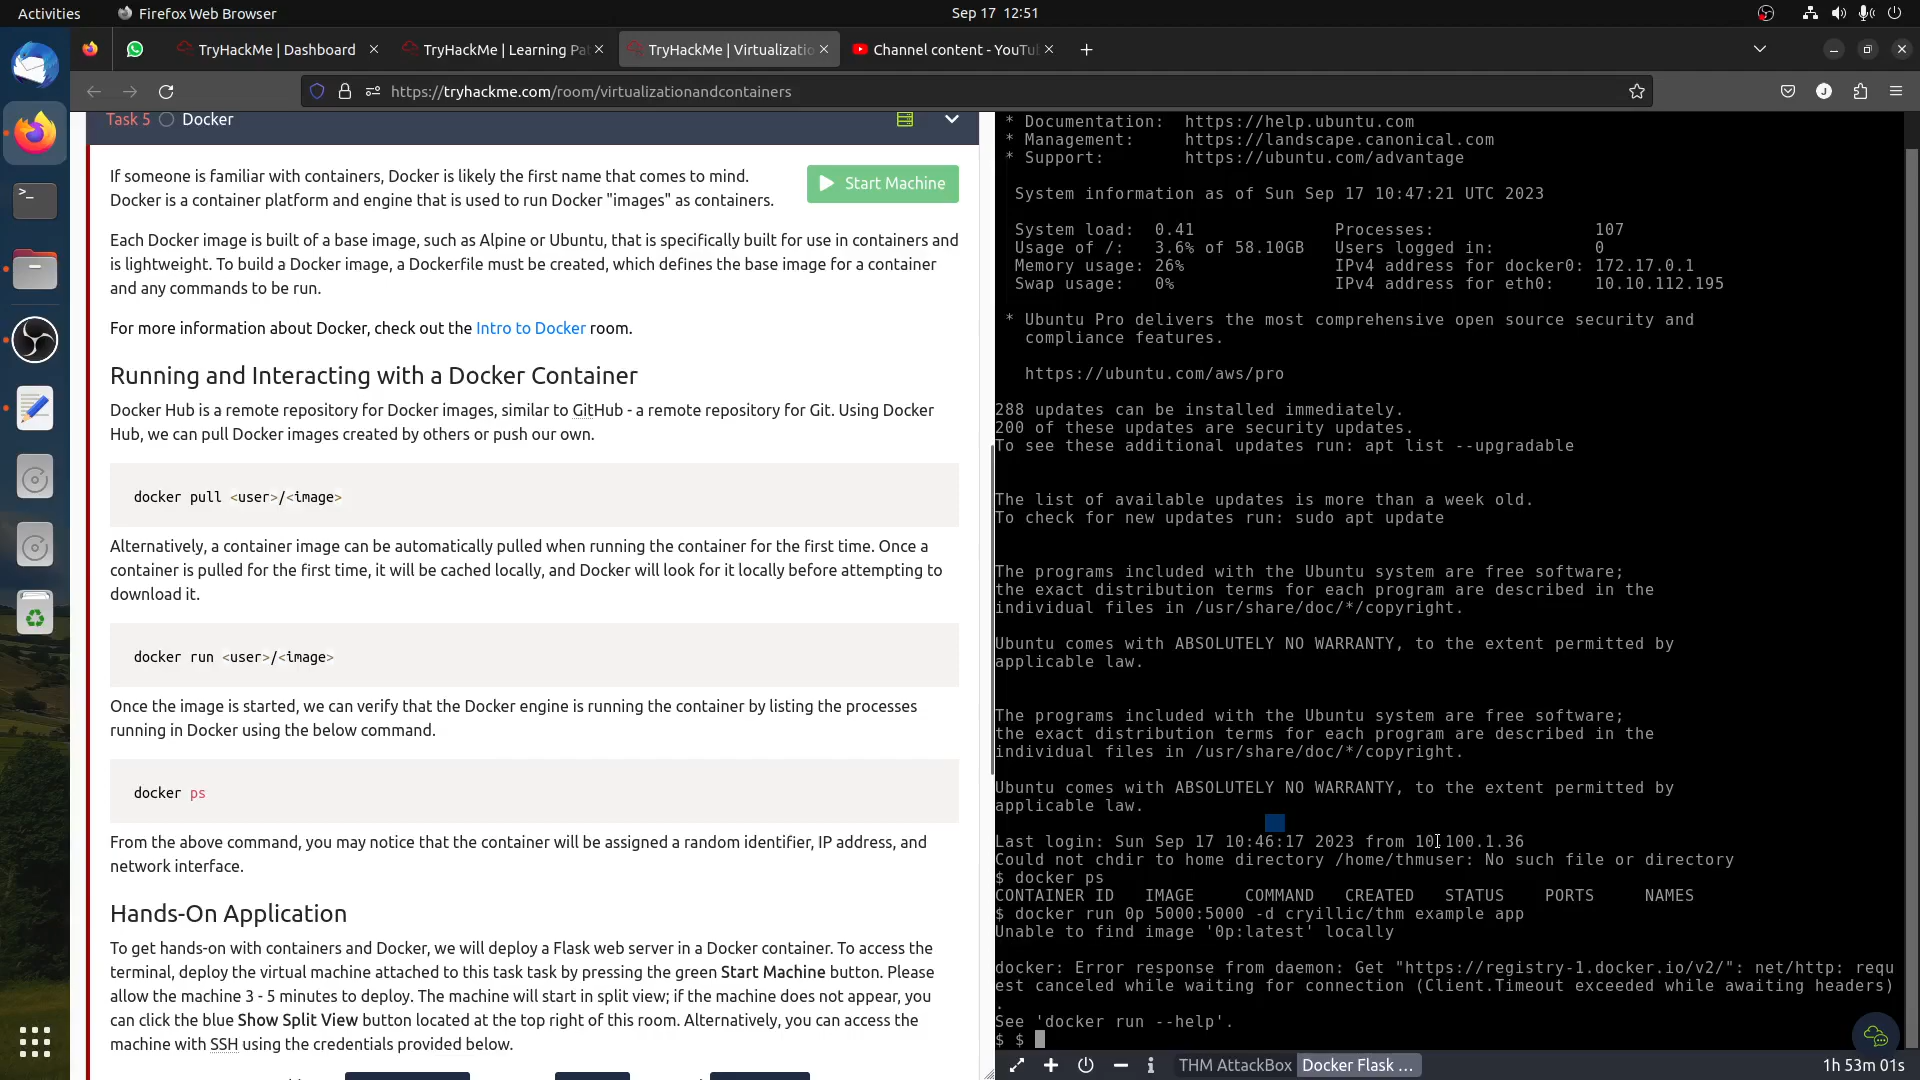 Activities
Firefox Web Browser
Sep 17 12:51
TryHackMe | Dashboard
TryHackMe | Learning Pa
TryHackMe | Virtualizatio
Channel content - YouTu
https://tryhackme.com/room/virtualizationandcontainers
J
Task 5
Docker
Start Machine
If someone is familiar with containers, Docker is likely the first name that comes to mind.
Docker is a container platform and engine that is used to run Docker "images" as containers.
Each Docker image is built of a base image, such as Alpine or Ubuntu, that is specifically built for use in containers and
is lightweight. To build a Docker image, a Dockerfile must be created, which defines the base image for a container
and any commands to be run.
For more information about Docker, check out the Intro to Docker room.
Running and Interacting with a Docker Container
Docker Hub is a remote repository for Docker images, similar to GitHub - a remote repository for Git. Using Docker
Hub, we can pull Docker images created by others or push our own.
docker pull <user>/<image>
Alternatively, a container image can be automatically pulled when running the container for the first time. Once a
container is pulled for the first time, it will be cached locally, and Docker will look for it locally before attempting to
download it.
docker run <user>/<image>
Once the image is started, we can verify that the Docker engine is running the container by listing the processes
running in Docker using the below command.
docker ps
From the above command, you may notice that the container will be assigned a random identifier, IP address, and
network interface.
Hands-On Application
To get hands-on with containers and Docker, we will deploy a Flask web server in a Docker container. To access the
terminal, deploy the virtual machine attached to this task task by pressing the green Start Machine button. Please
allow the machine 3 - 5 minutes to deploy. The machine will start in split view; if the machine does not appear, you
can click the blue Show Split View button located at the top right of this room. Alternatively, you can access the
machine with SSH using the credentials provided below.
* Documentation: https://help.ubuntu.com
* Management: https://landscape.canonical.com
* Support: https://ubuntu.com/advantage
System information as of Sun Sep 17 10:47:21 UTC 2023
System load: 0.41 Processes: 107
Usage of /: 3.6% of 58.10GB Users logged in: 0
Memory usage: 26% IPv4 address for docker0: 172.17.0.1
Swap usage: 0% IPv4 address for eth0: 10.10.112.195
* Ubuntu Pro delivers the most comprehensive open source security and
compliance features.
https://ubuntu.com/aws/pro
288 updates can be installed immediately.
200 of these updates are security updates.
To see these additional updates run: apt list --upgradable
The list of available updates is more than a week old.
To check for new updates run: sudo apt update
The programs included with the Ubuntu system are free software;
the exact distribution terms for each program are described in the
individual files in /usr/share/doc/*/copyright.
Ubuntu comes with ABSOLUTELY NO WARRANTY, to the extent permitted by
applicable law.
The programs included with the Ubuntu system are free software;
the exact distribution terms for each program are described in the
individual files in /usr/share/doc/*/copyright.
Ubuntu comes with ABSOLUTELY NO WARRANTY, to the extent permitted by
applicable law.
Last login: Sun Sep 17 10:46:17 2023 from 10.100.1.36
Could not chdir to home directory /home/thmuser: No such file or directory
$ docker ps
CONTAINER ID IMAGE COMMAND CREATED STATUS PORTS NAMES
$ docker run 0p 5000:5000 -d cryillic/thm example app
Unable to find image '0p:latest' locally
docker: Error response from daemon: Get "https://registry-1.docker.io/v2/": net/http: requ
est canceled while waiting for connection (Client.Timeout exceeded while awaiting headers)
.
See 'docker run --help'.
$ $
THM AttackBox
Docker Flask ...
1h 53m 01s